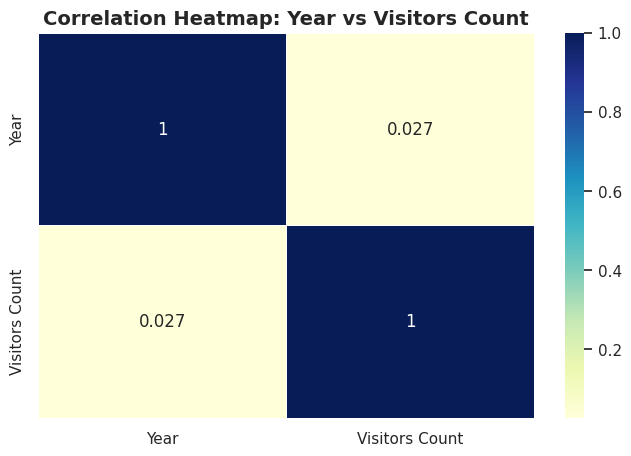 Correlation Heatmap: Year vs Visitors Count
Year
1
0.027
Visitors Count
0.027
1
Year
Visitors Count
1.0
0.8
0.6
0.4
0.2